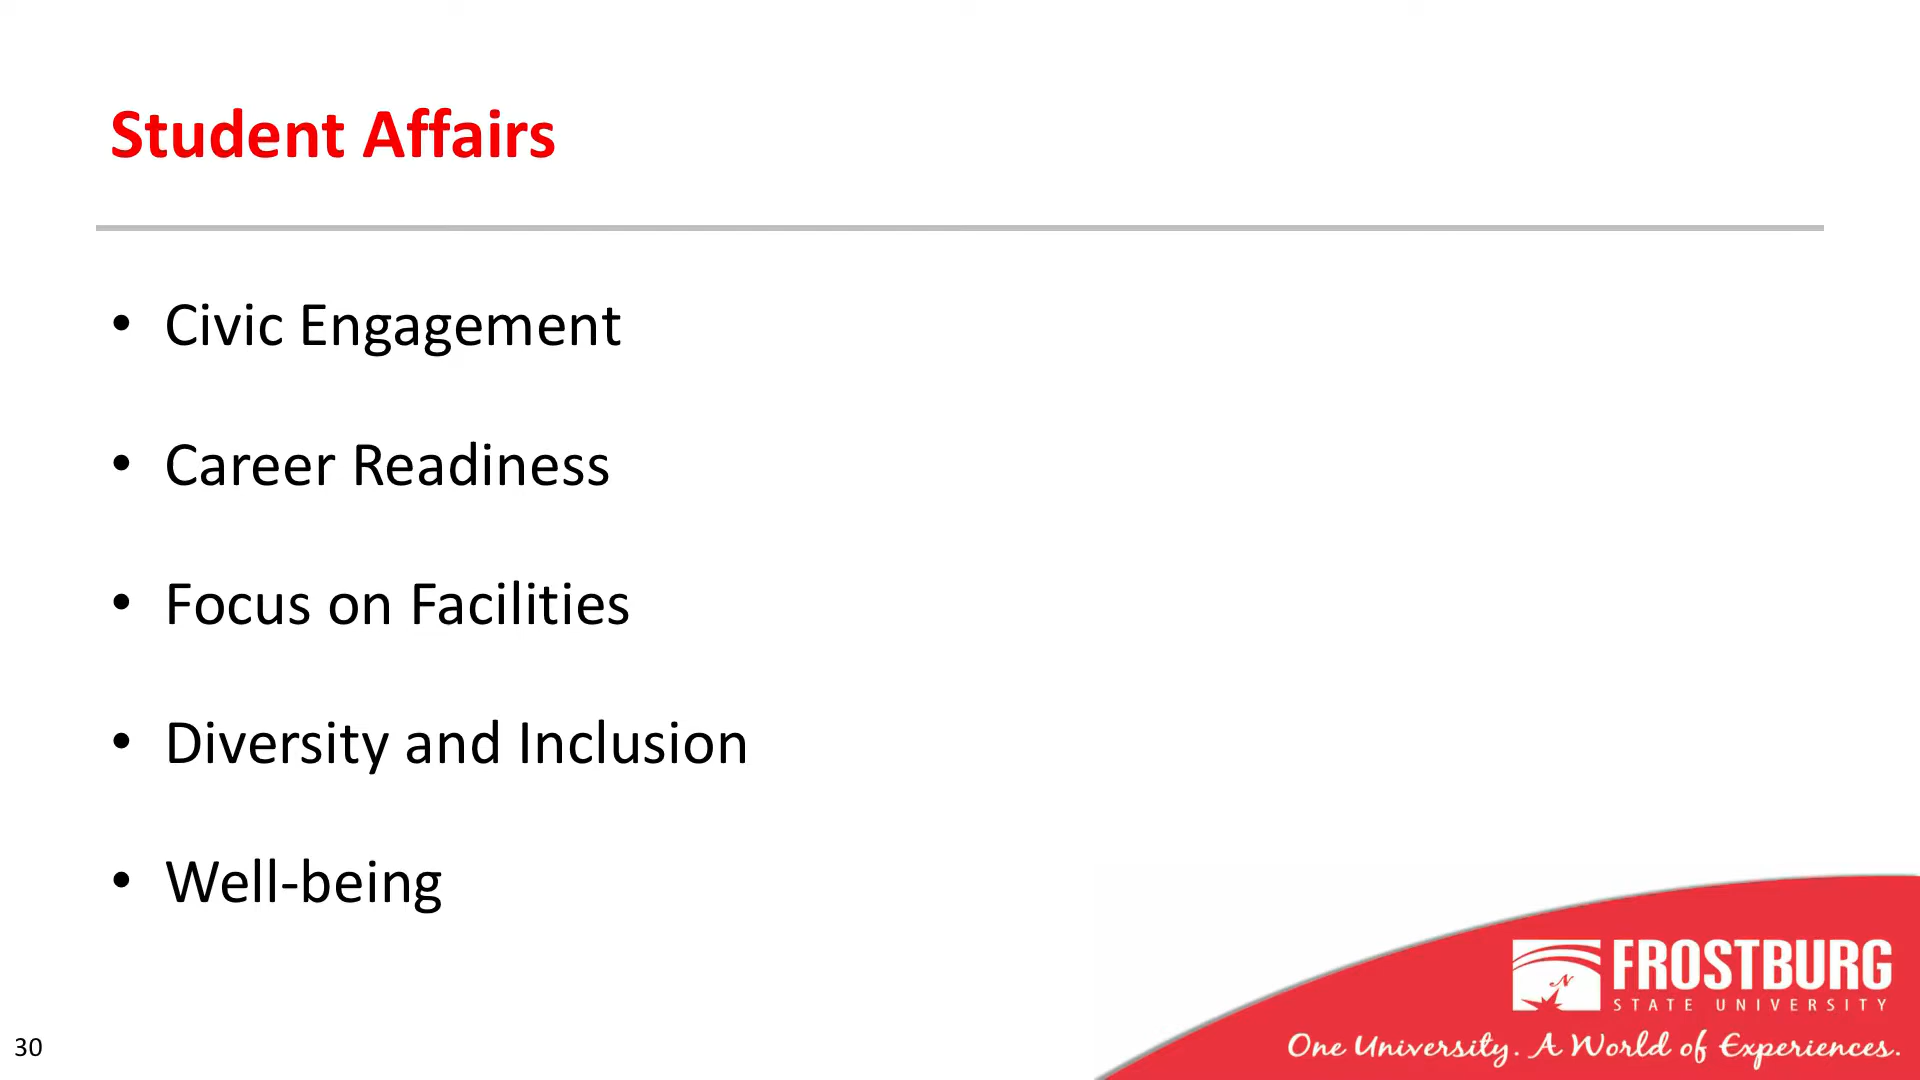 Student Affairs
• Civic Engagement
• Career Readiness
• Focus on Facilities
• Diversity and Inclusion
• Well-being
N
FROSTBURG
STATE UNIVERSITY
One University. A World of Experiences.
30